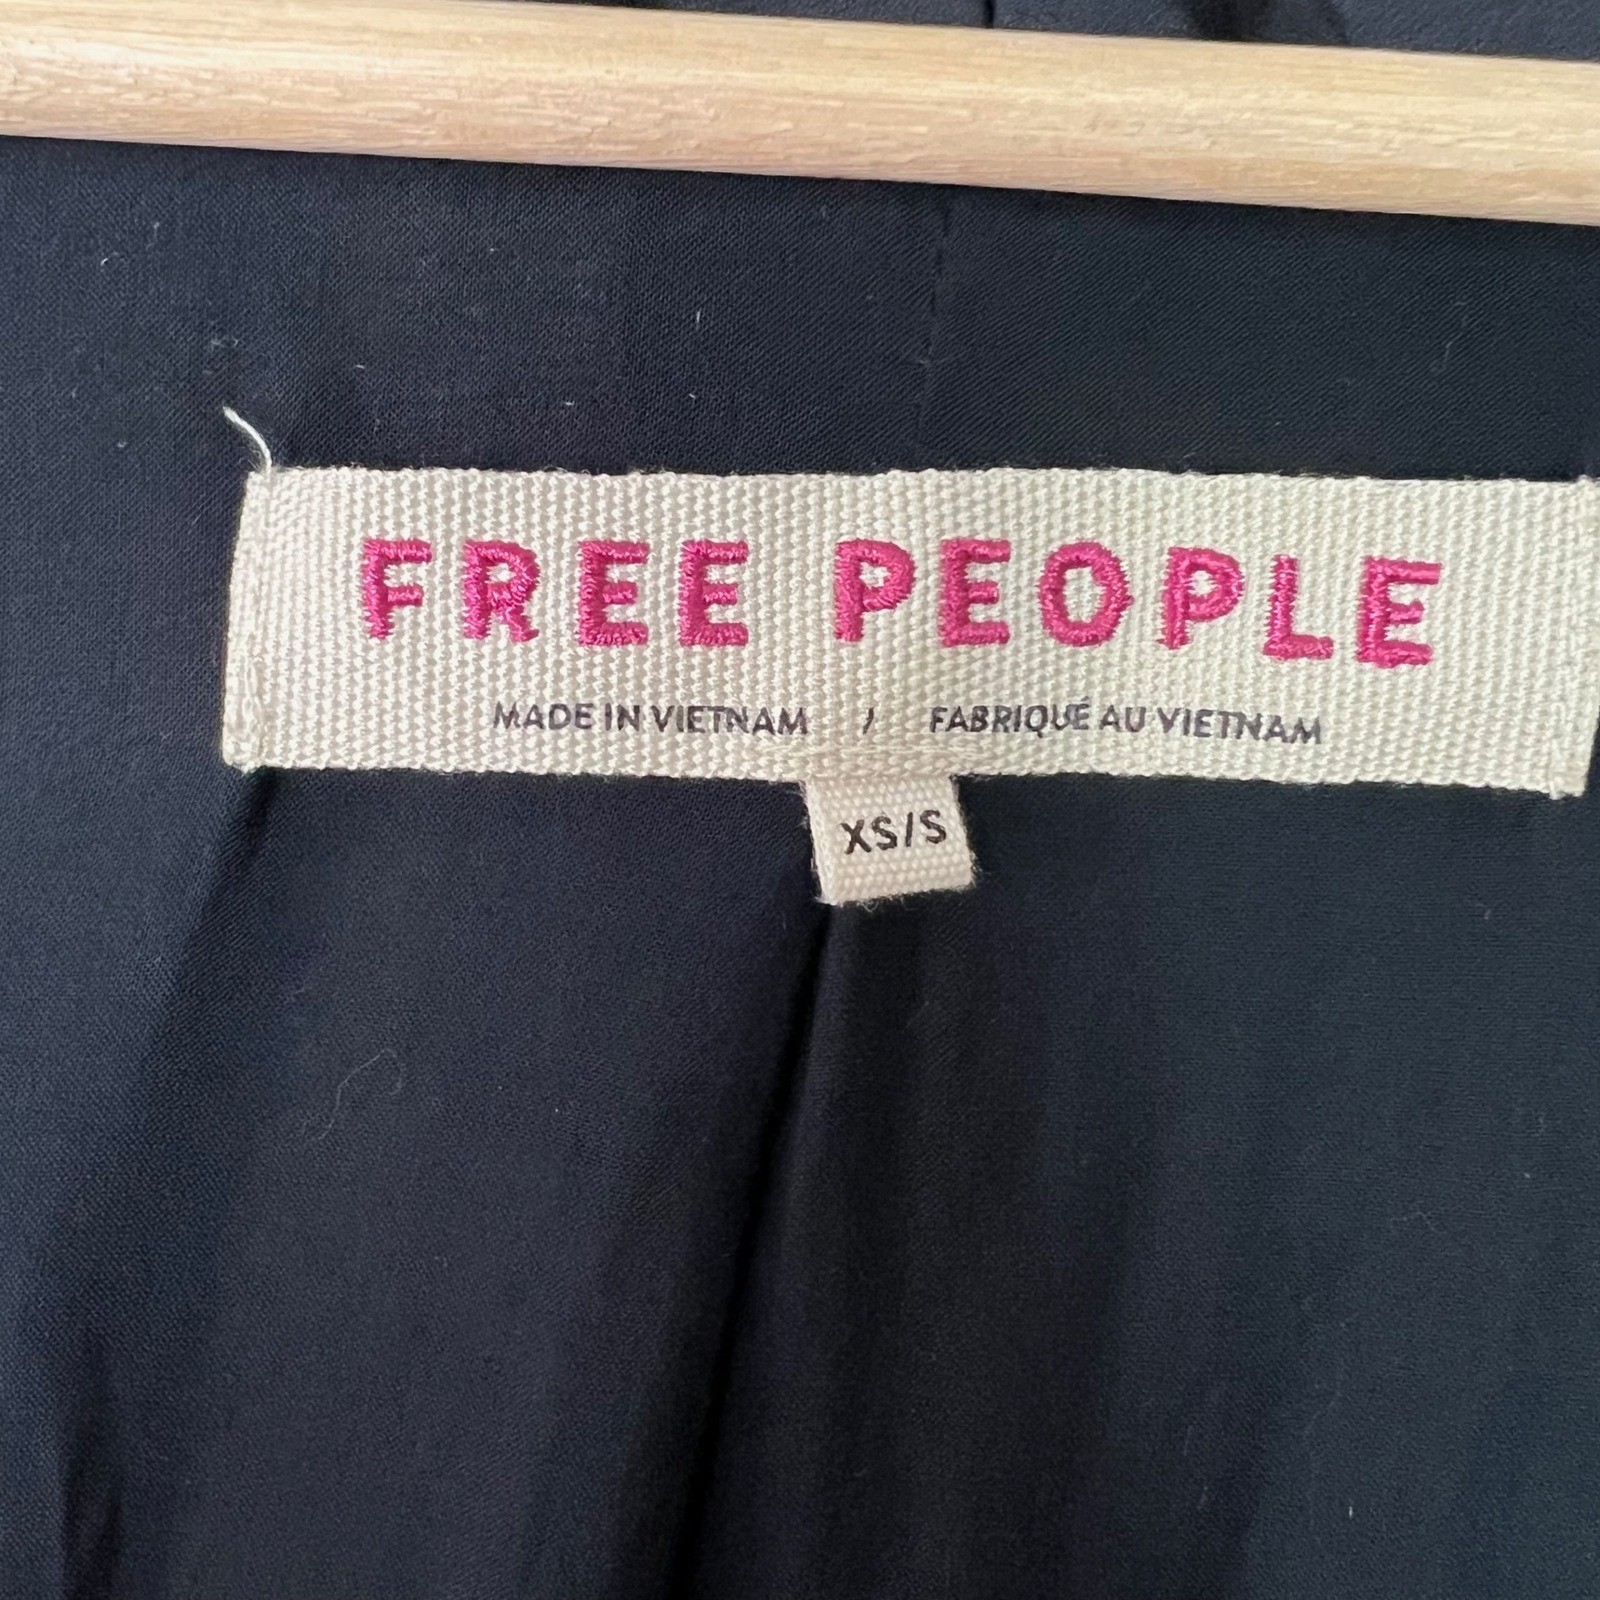 FREE PEOPLE
MADE IN VIETNAM / FABRIQUÉ AU VIETNAM
XS/S